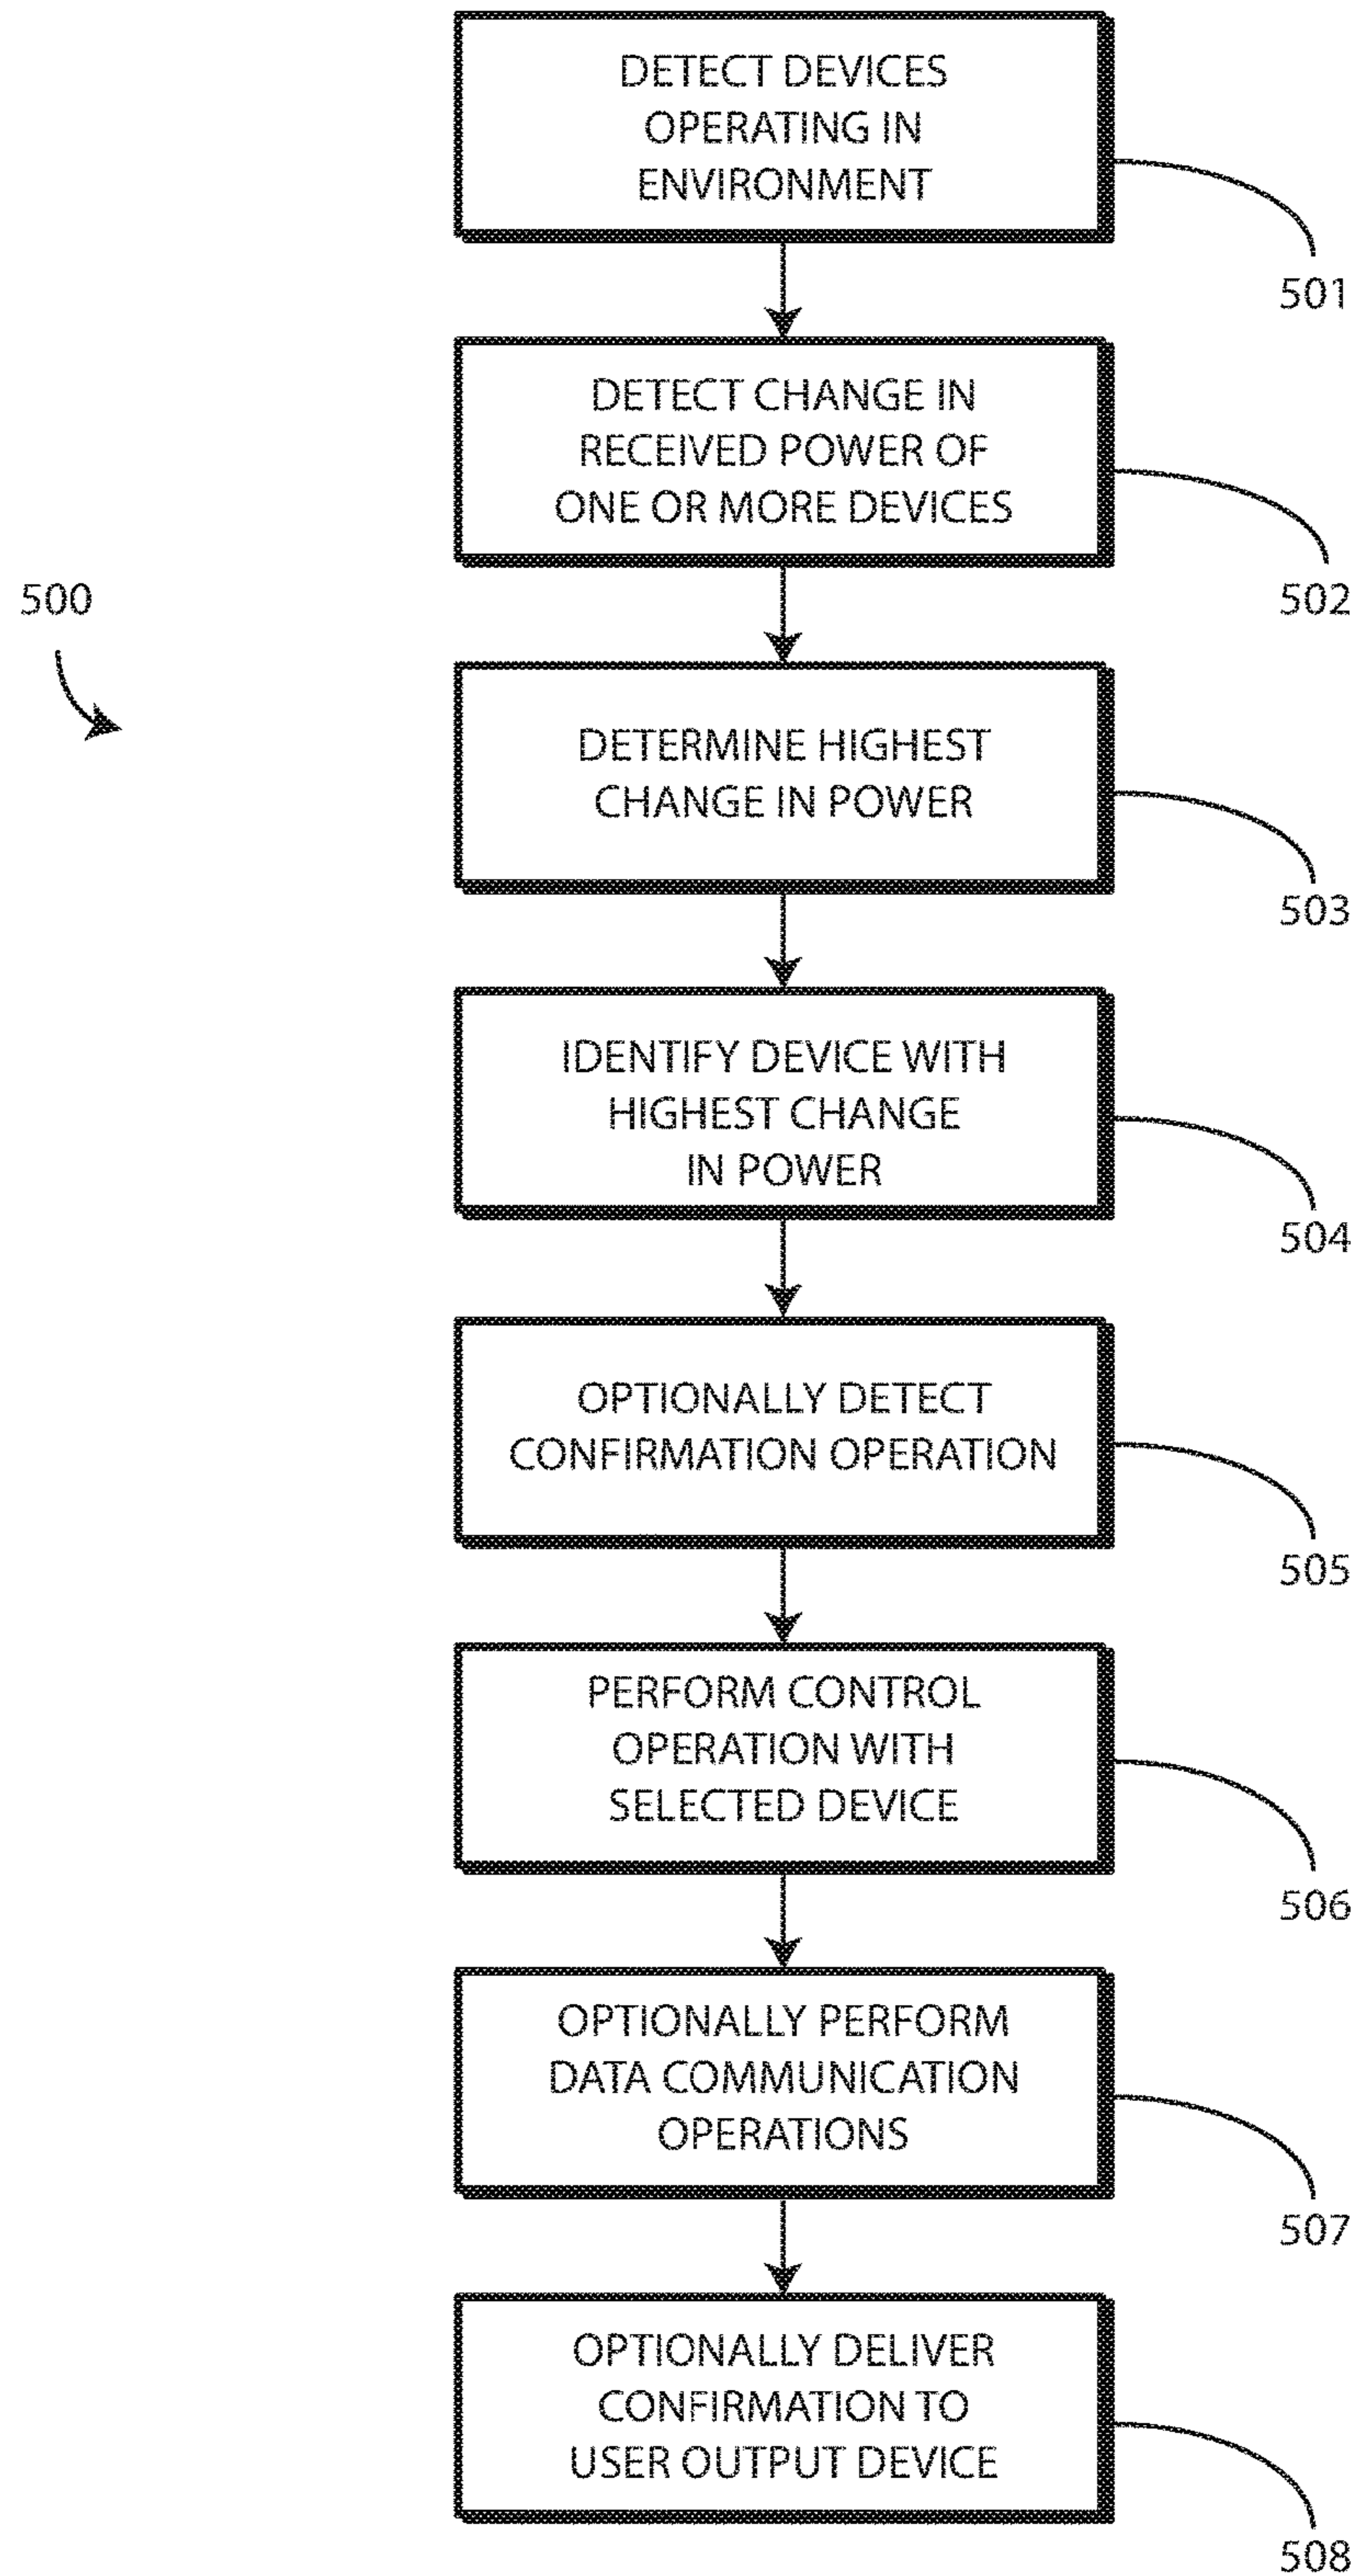 DETECT DEVICES
OPERATING IN
ENVIRONMENT
501
DETECT CHANGE IN
RECEIVED POWER OF
ONE OR MORE DEVICES
502
500
DETERMINE HIGHEST
CHANGE IN POWER
503
IDENTIFY DEVICE WITH
HIGHEST CHANGE
IN POWER
504
OPTIONALLY DETECT
CONFIRMATION OPERATION
505
PERFORM CONTROL
OPERATION WITH
SELECTED DEVICE
506
OPTIONALLY PERFORM
DATA COMMUNICATION
OPERATIONS
507
OPTIONALLY DELIVER
CONFIRMATION TO
USER OUTPUT DEVICE
508